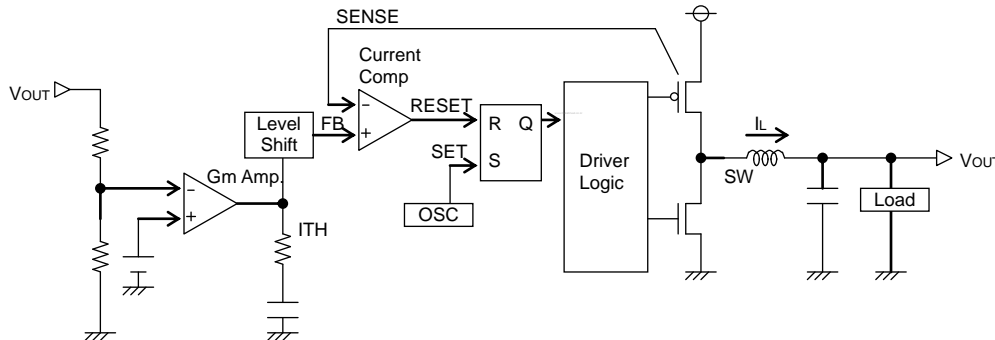 SENSE
Current
Comp
VOUT
RESET
FB
Level
Shift
R Q
S
SET
IL
VOUT
Gm Amp.
Driver
Logic
SW
Load
OSC
ITH
−
+
−
+